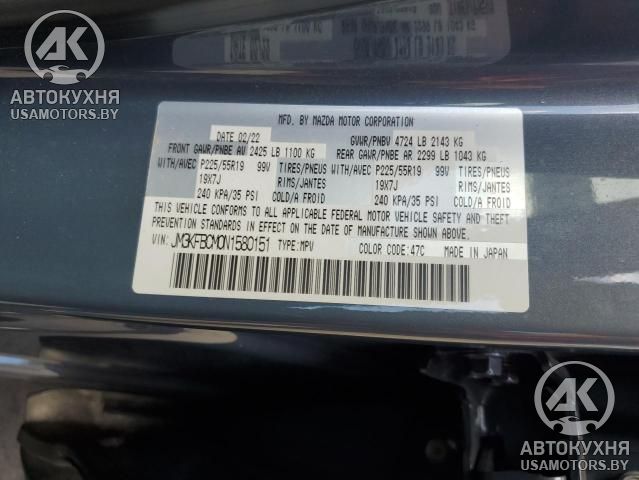 АК
АВТОКУХНЯ
USAMOTORS.BY
MFD. BY MAZDA MOTOR CORPORATION
DATE 02/22 GVWR/PNBV 4724 LB 2143 KG
FRONT GAWR/PNBE AV 2425 LB 1100 KG REAR GAWR/PNBE AR 2299 LB 1043 KG
WITH/AVEC P225/55R19 99V TIRES/PNEUS WITH/AVEC P225/55R19 99V TIRES/PNEUS
19X7J RIMS/JANTES 19X7J RIMS/JANTES
240 KPA/35 PSI COLD/A FROID 240 KPA/35 PSI COLD/A FROID
THIS VEHICLE CONFORMS TO ALL APPLICABLE FEDERAL MOTOR VEHICLE SAFETY AND THEFT
PREVENTION STANDARDS IN EFFECT ON THE DATE OF MANUFACTURE SHOWN ABOVE.
VIN: JM3KFBCM0N1580151 TYPE:MPV COLOR CODE:47C MADE IN JAPAN
АК
АВТОКУХНЯ
USAMOTORS.BY